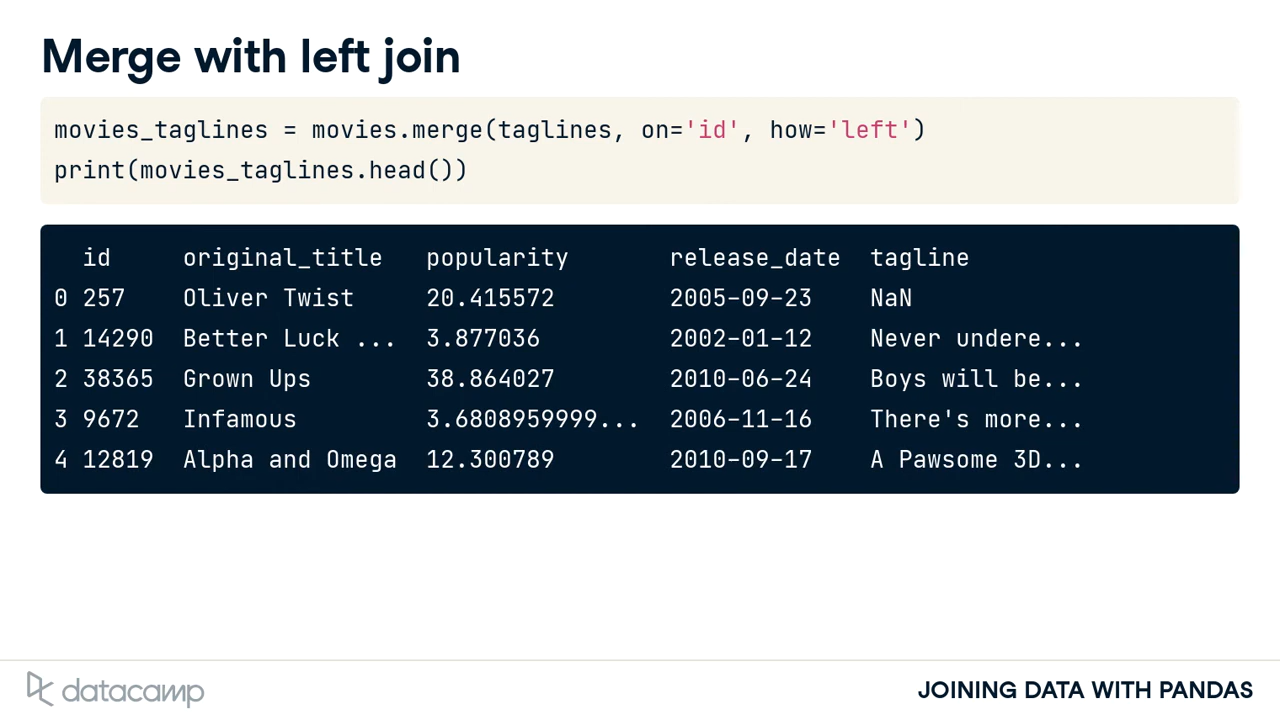 Merge with left join
movies_taglines = movies.merge(taglines, on='id', how='left')
print(movies_taglines.head())
id original_title popularity release_date tagline
0 257 Oliver Twist 20.415572 2005-09-23 NaN
1 14290 Better Luck ... 3.877036 2002-01-12 Never undere...
2 38365 Grown Ups 38.864027 2010-06-24 Boys will be...
3 9672 Infamous 3.6808959999... 2006-11-16 There's more...
4 12819 Alpha and Omega 12.300789 2010-09-17 A Pawsome 3D...
datacamp
JOINING DATA WITH PANDAS